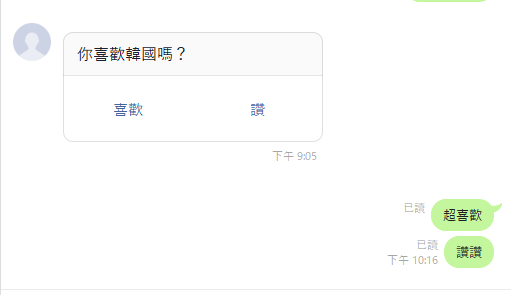 你喜歡韓國嗎？
喜歡 讚
下午 9:05
已讀 超喜歡
已讀 讚讚
下午 10:16